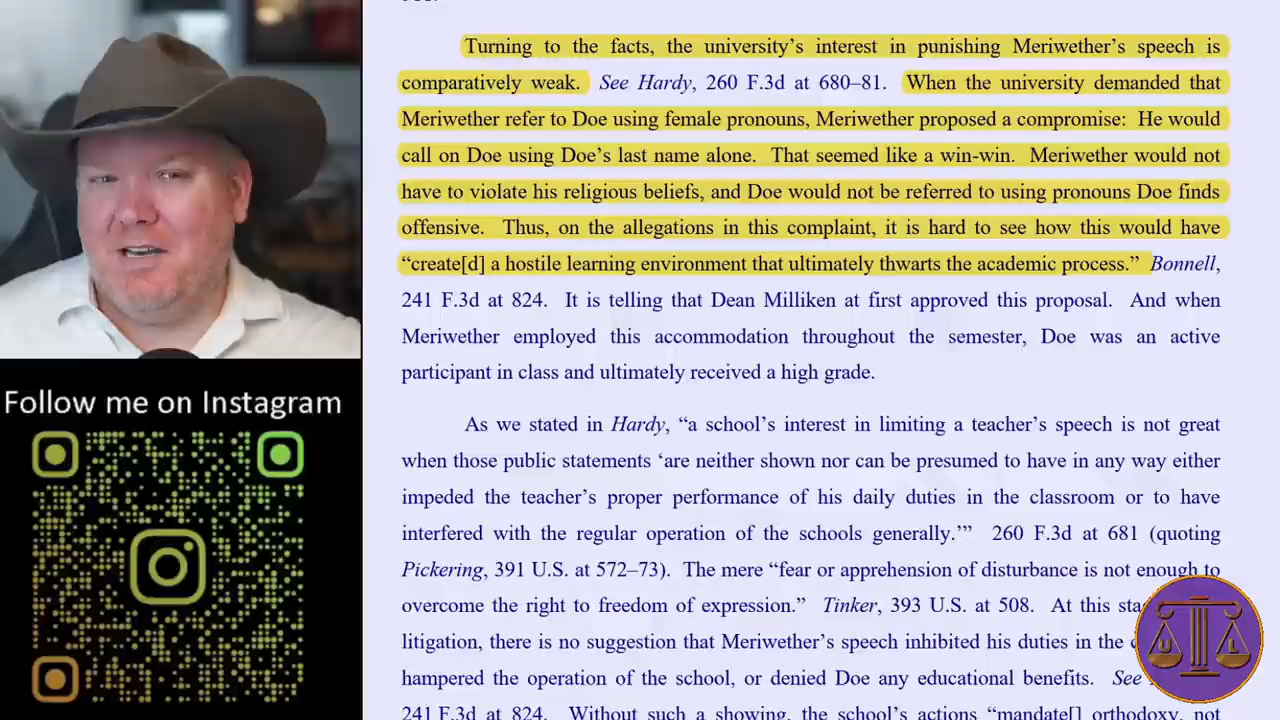 Turning to the facts, the university’s interest in punishing Meriwether’s speech is
comparatively weak. See Hardy, 260 F.3d at 680–81. When the university demanded that
Meriwether refer to Doe using female pronouns, Meriwether proposed a compromise: He would
call on Doe using Doe’s last name alone. That seemed like a win-win. Meriwether would not
have to violate his religious beliefs, and Doe would not be referred to using pronouns Doe finds
offensive. Thus, on the allegations in this complaint, it is hard to see how this would have
“create[d] a hostile learning environment that ultimately thwarts the academic process.” Bonnell,
241 F.3d at 824. It is telling that Dean Milliken at first approved this proposal. And when
Meriwether employed this accommodation throughout the semester, Doe was an active
participant in class and ultimately received a high grade.
As we stated in Hardy, “a school’s interest in limiting a teacher’s speech is not great
when those public statements ‘are neither shown nor can be presumed to have in any way either
impeded the teacher’s proper performance of his daily duties in the classroom or to have
interfered with the regular operation of the schools generally.’” 260 F.3d at 681 (quoting
Pickering, 391 U.S. at 572–73). The mere “fear or apprehension of disturbance is not enough to
overcome the right to freedom of expression.” Tinker, 393 U.S. at 508. At this
litigation, there is no suggestion that Meriwether’s speech inhibited his duties in the
hampered the operation of the school, or denied Doe any educational benefits. See
241 F.3d at 824. Without such a showing, the school’s actions “mandate[] orthodoxy, not
Follow me on Instagram
U L